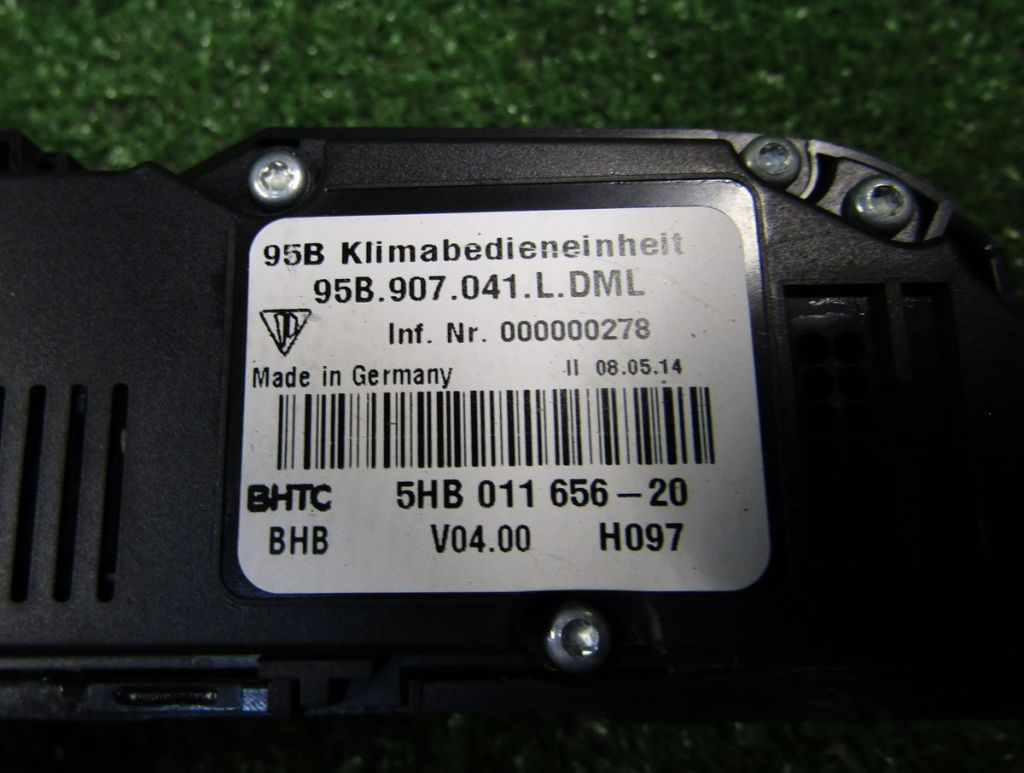 95B Klimabedieneinheit
95B.907.041.L.DML
Inf. Nr. 000000278
Made in Germany II 08.05.14
BHTC 5HB 011 656-20
BHB V04.00 H097